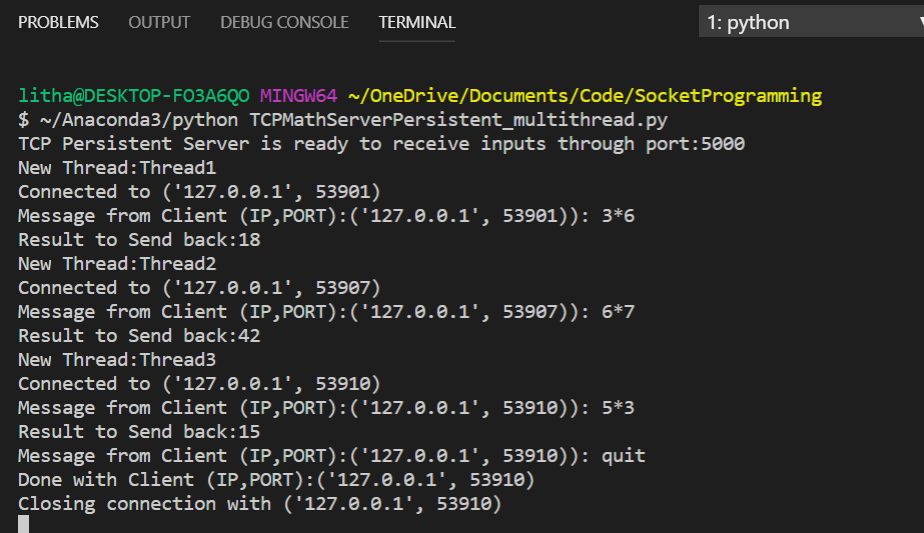 PROBLEMS OUTPUT DEBUG CONSOLE TERMINAL 1: python
litha@DESKTOP-FO3A6QO MINGW64 ~/OneDrive/Documents/Code/SocketProgramming
$ ~/Anaconda3/python TCPMathServerPersistent_multithread.py
TCP Persistent Server is ready to receive inputs through port:5000
New Thread:Thread1
Connected to ('127.0.0.1', 53901)
Message from Client (IP,PORT):('127.0.0.1', 53901)): 3*6
Result to Send back:18
New Thread:Thread2
Connected to ('127.0.0.1', 53907)
Message from Client (IP,PORT):('127.0.0.1', 53907)): 6*7
Result to Send back:42
New Thread:Thread3
Connected to ('127.0.0.1', 53910)
Message from Client (IP,PORT):('127.0.0.1', 53910)): 5*3
Result to Send back:15
Message from Client (IP,PORT):('127.0.0.1', 53910)): quit
Done with Client (IP,PORT):('127.0.0.1', 53910)
Closing connection with ('127.0.0.1', 53910)